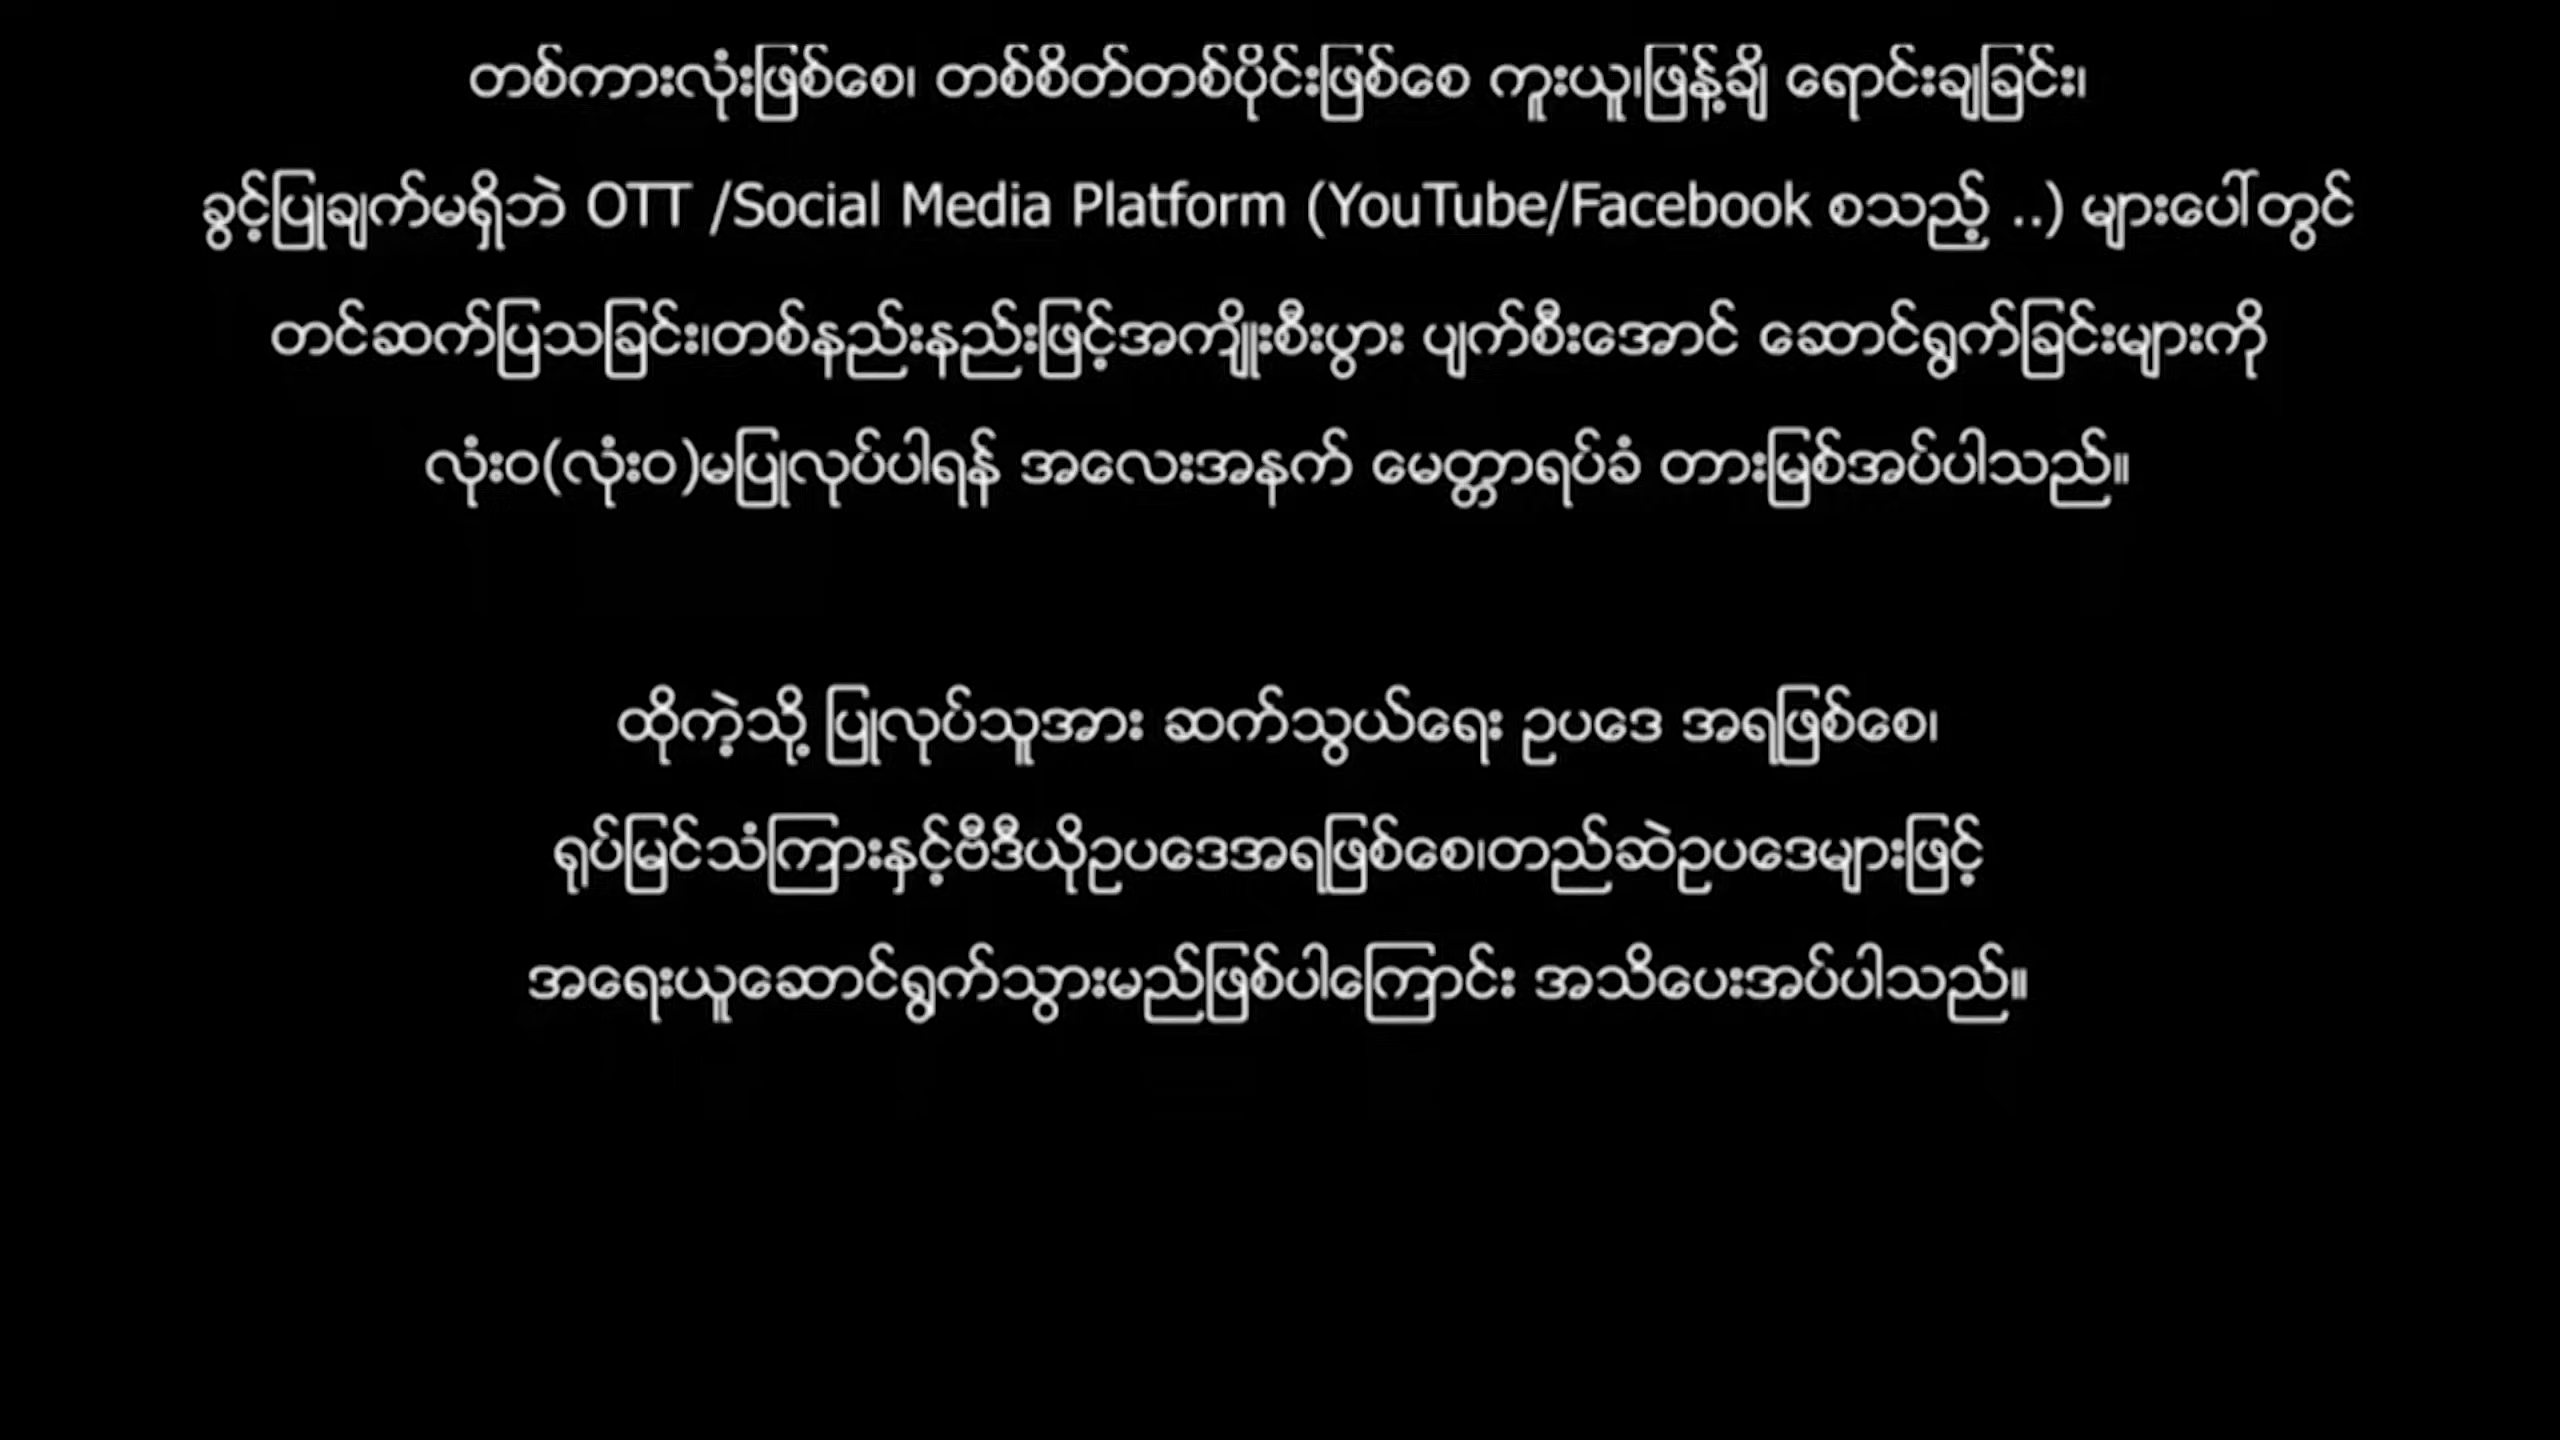 တစ်ကားလုံးဖြစ်စေ၊ တစ်စိတ်တစ်ပိုင်းဖြစ်စေ ကူးယူ၊ဖြန့်ချိ ရောင်းချခြင်း၊
ခွင့်ပြုချက်မရှိဘဲ OTT /Social Media Platform (YouTube/Facebook စသည့် ..) များပေါ်တွင်
တင်ဆက်ပြသခြင်း၊တစ်နည်းနည်းဖြင့်အကျိုးစီးပွား ပျက်စီးအောင် ဆောင်ရွက်ခြင်းများကို
လုံးဝ(လုံးဝ)မပြုလုပ်ပါရန် အလေးအနက် မေတ္တာရပ်ခံ တားမြစ်အပ်ပါသည်။
ထိုကဲ့သို့ ပြုလုပ်သူအား ဆက်သွယ်ရေး ဥပဒေ အရဖြစ်စေ၊
ရုပ်မြင်သံကြားနှင့်ဗီဒီယိုဥပဒေအရဖြစ်စေ၊တည်ဆဲဥပဒေများဖြင့်
အရေးယူဆောင်ရွက်သွားမည်ဖြစ်ပါကြောင်း အသိပေးအပ်ပါသည်။